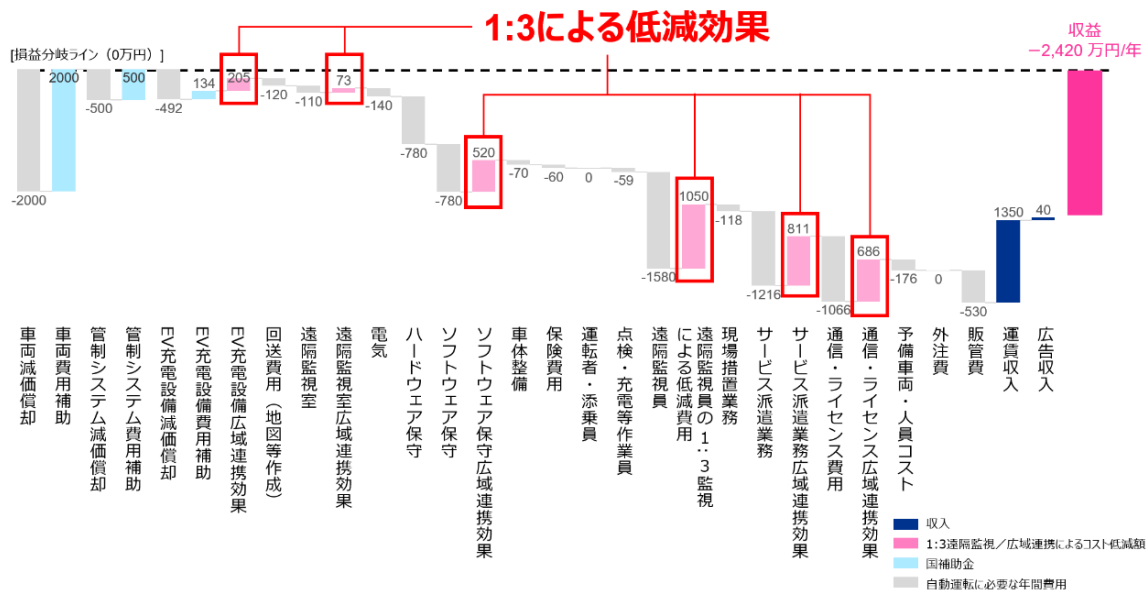 1:3による低減効果
収益
－2,420 万円/年
[損益分岐ライン（0万円）]
-2000
2000
-500
500
-492
134
205
-120
-110
73
-140
-780
-780
520
-70
-60
0
-59
-1580
1050
-118
-1216
811
-1066
686
-176
0
-530
1350
40
車両減価償却
車両費用補助
管制システム減価償却
管制システム費用補助
EV充電設備減価償却
EV充電設備費用補助
EV充電設備広域連携効果
回送費用（地図等作成）
遠隔監視室
遠隔監視室広域連携効果
電気
ハードウェア保守
ソフトウェア保守
ソフトウェア保守広域連携効果
車体整備
保険費用
運転者・添乗員
点検・充電等作業員
遠隔監視員
遠隔監視員の1:3監視
による低減費用
現場措置業務
サービス派遣業務
サービス派遣業務広域連携効果
通信・ライセンス費用
通信・ライセンス広域連携効果
予備車両・人員コスト
外注費
販管費
運賃収入
広告収入
収入
1:3遠隔監視／広域連携によるコスト低減額
国補助金
自動運転に必要な年間費用